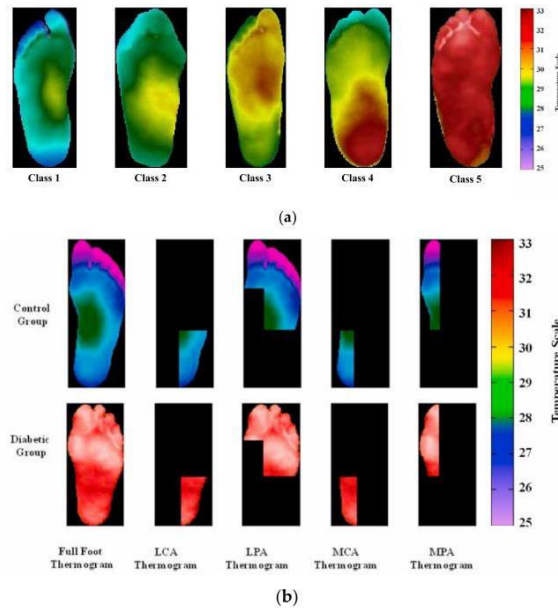 33
32
31
30
29
28
27
26
25
Class 1 Class 2 Class 3 Class 4 Class 5
(a)
Control
Group
Diabetic
Group
33
32
31
30
29
28
27
26
25
Temperature Scale
Full Foot
Thermogram
LCA
Thermogram
LPA
Thermogram
MCA
Thermogram
MPA
Thermogram
(b)